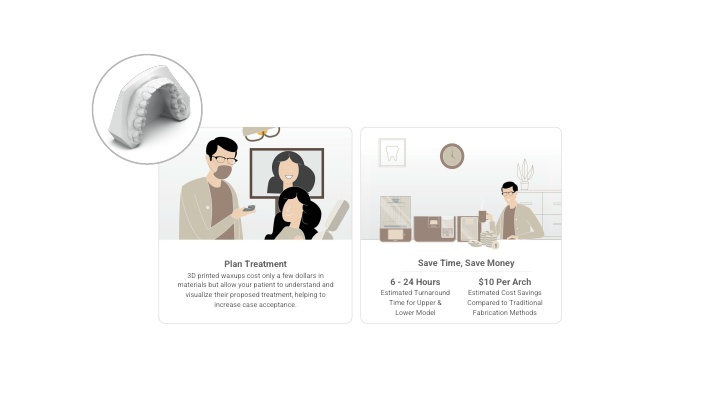 Plan Treatment
3D printed waxups cost only a few dollars in
materials but allow your patient to understand and
visualize their proposed treatment, helping to
increase case acceptance.
Save Time, Save Money
6 - 24 Hours
Estimated Turnaround
Time for Upper &
Lower Model
$10 Per Arch
Estimated Cost Savings
Compared to Traditional
Fabrication Methods